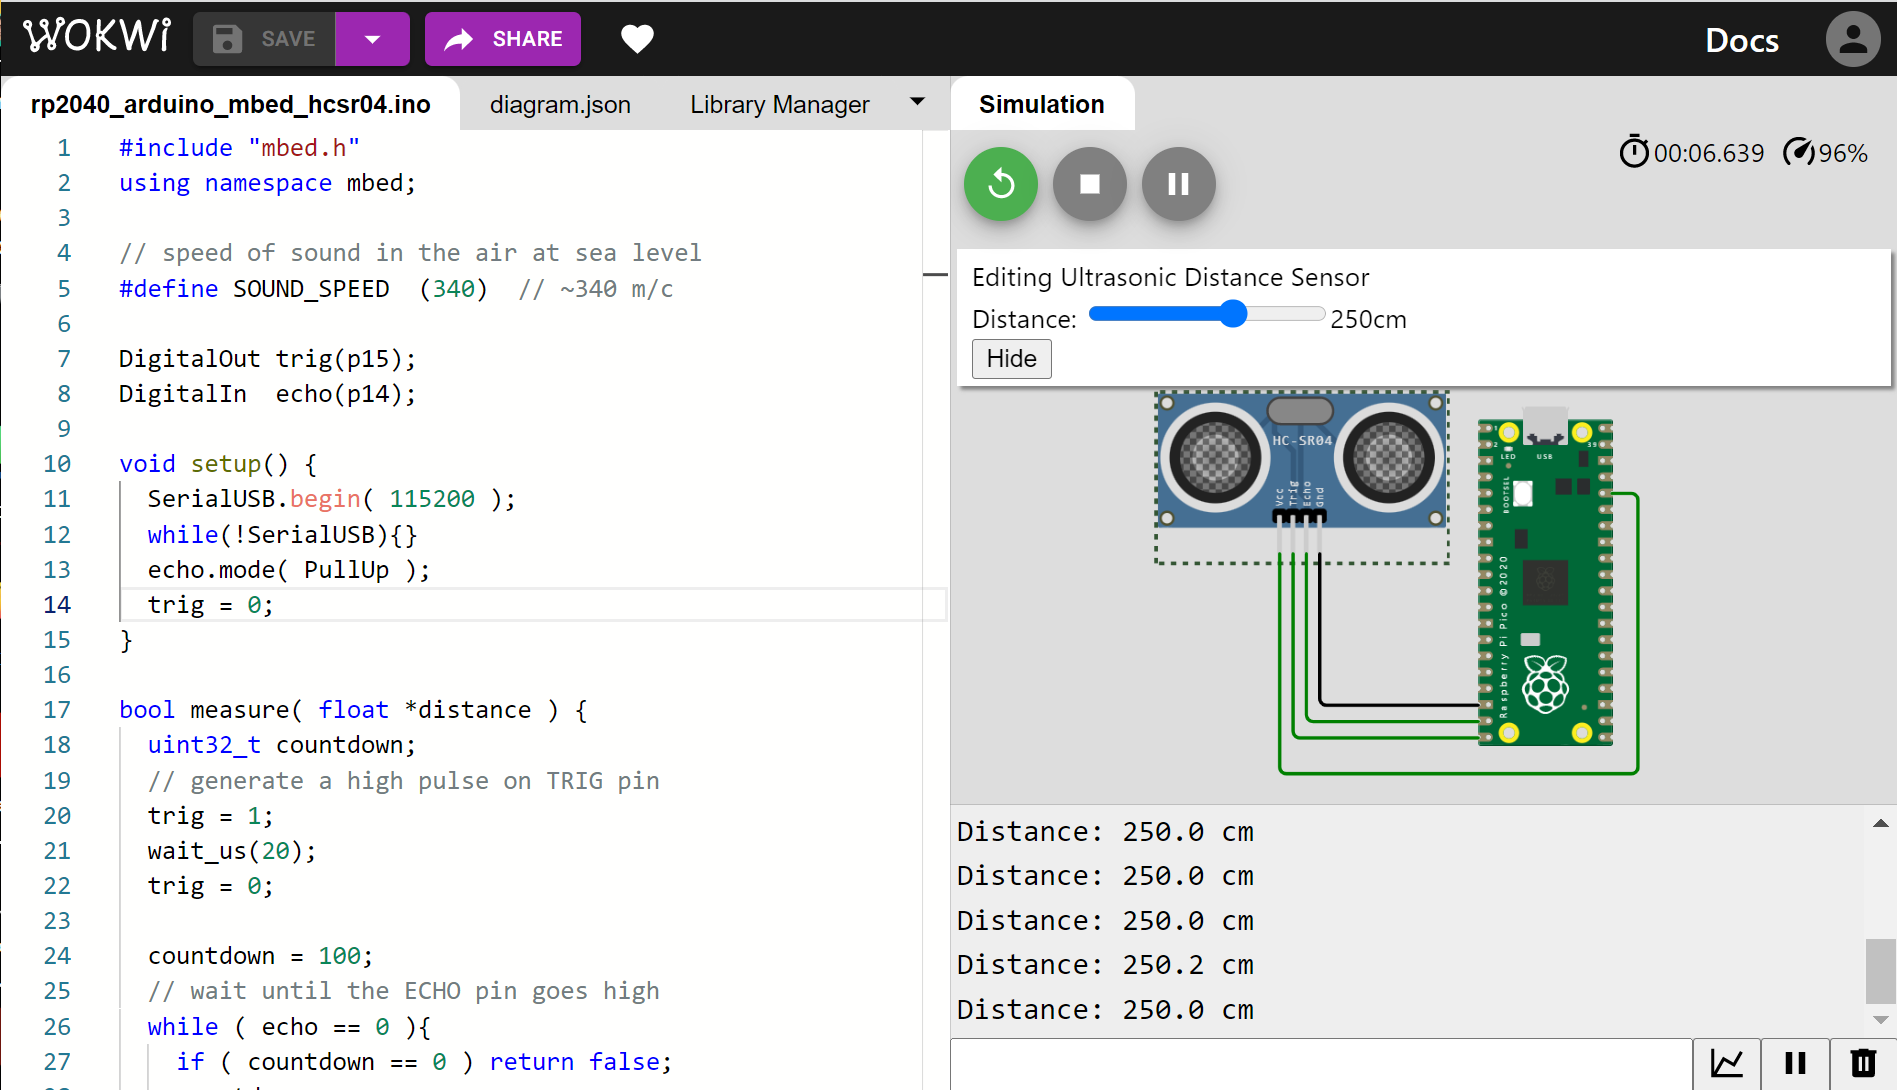 WOKWi SAVE SHARE Docs
rp2040_arduino_mbed_hcsr04.ino diagram.json Library Manager
1 #include "mbed.h"
2 using namespace mbed;
3
4 // speed of sound in the air at sea level
5 #define SOUND_SPEED (340) // ~340 m/c
6
7 DigitalOut trig(p15);
8 DigitalIn echo(p14);
9
10 void setup() {
11 SerialUSB.begin( 115200 );
12 while(!SerialUSB){}
13 echo.mode( PullUp );
14 trig = 0;
15 }
16
17 bool measure( float *distance ) {
18 uint32_t countdown;
19 // generate a high pulse on TRIG pin
20 trig = 1;
21 wait_us(20);
22 trig = 0;
23
24 countdown = 100;
25 // wait until the ECHO pin goes high
26 while ( echo == 0 ){
27 if ( countdown == 0 ) return false;
Simulation
00:06.639 96%
Editing Ultrasonic Distance Sensor
Distance: 250cm
Hide
HC-SR04
Vcc
Trig
Echo
Gnd
1
2
39
LED USB
BOOTSEL
Raspberry Pi Pico ©2020
Distance: 250.0 cm
Distance: 250.0 cm
Distance: 250.0 cm
Distance: 250.2 cm
Distance: 250.0 cm